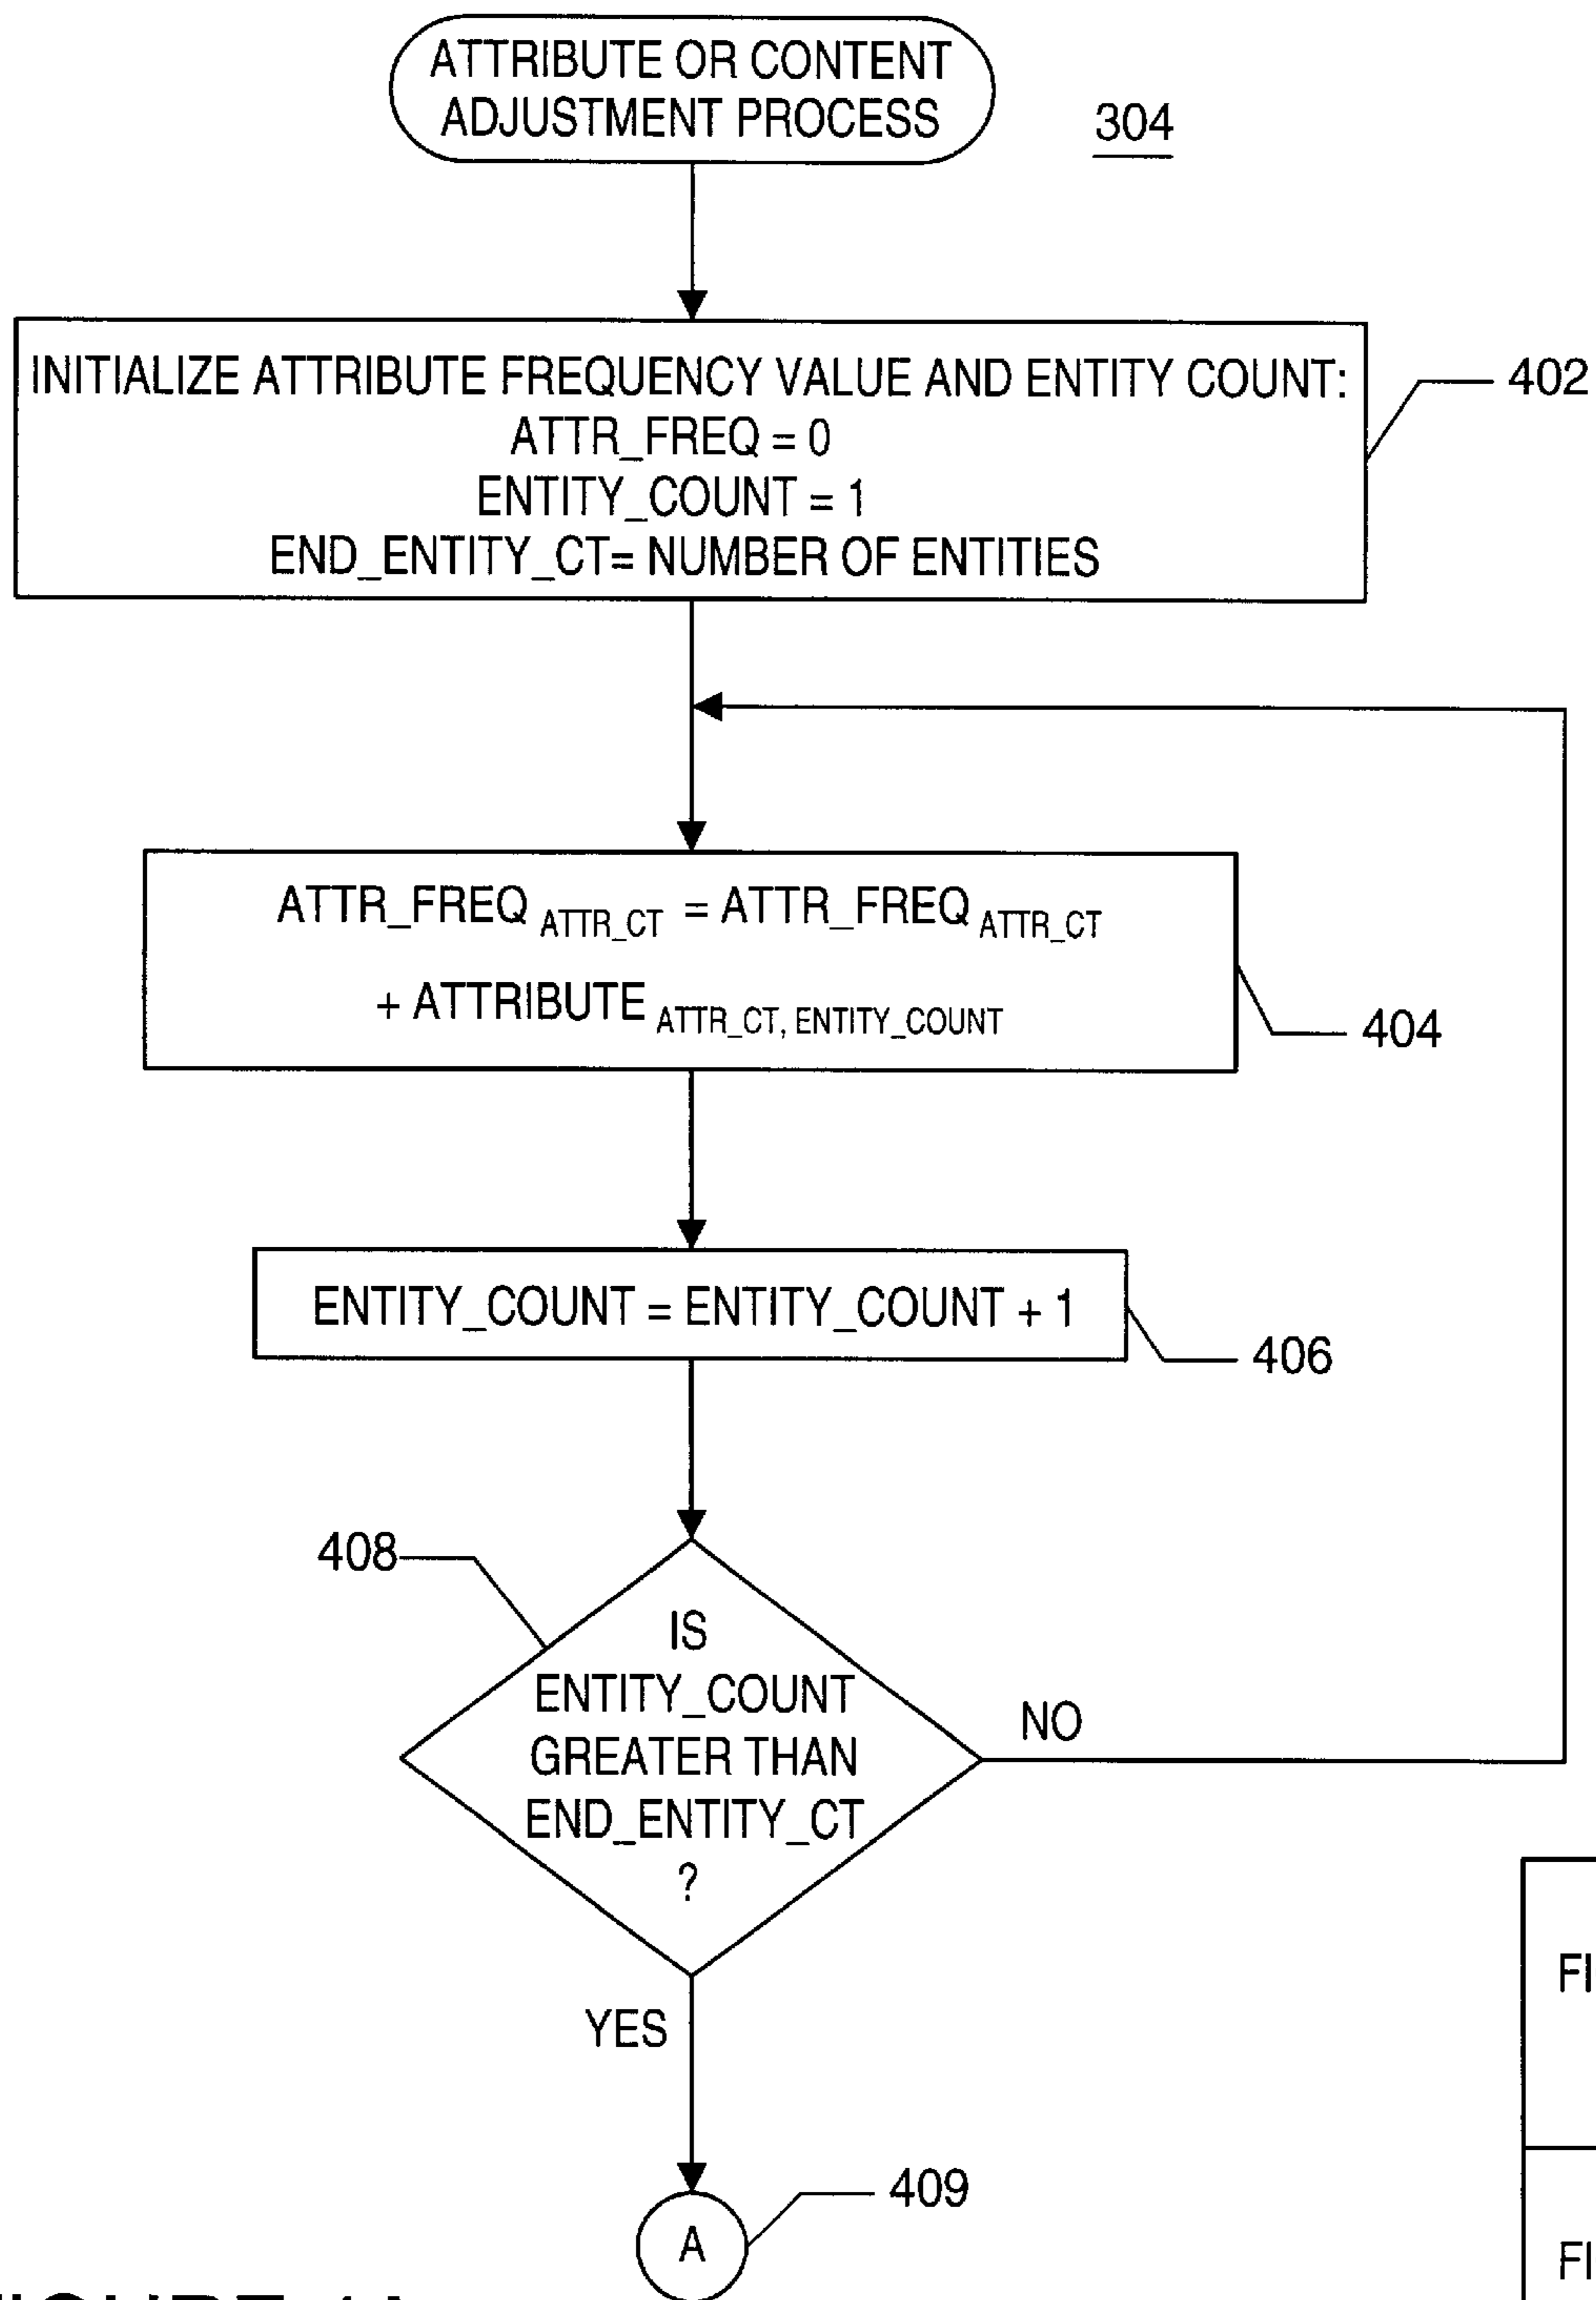 ATTRIBUTE OR CONTENT
ADJUSTMENT PROCESS
304
INITIALIZE ATTRIBUTE FREQUENCY VALUE AND ENTITY COUNT:
ATTR_FREQ = 0
ENTITY_COUNT = 1
END_ENTITY_CT= NUMBER OF ENTITIES
402
ATTR_FREQ ATTR_CT = ATTR_FREQ ATTR_CT
+ ATTRIBUTE ATTR_CT, ENTITY_COUNT
404
ENTITY_COUNT = ENTITY_COUNT + 1
406
408
IS
ENTITY_COUNT
GREATER THAN
END_ENTITY_CT
?
NO
YES
A
409